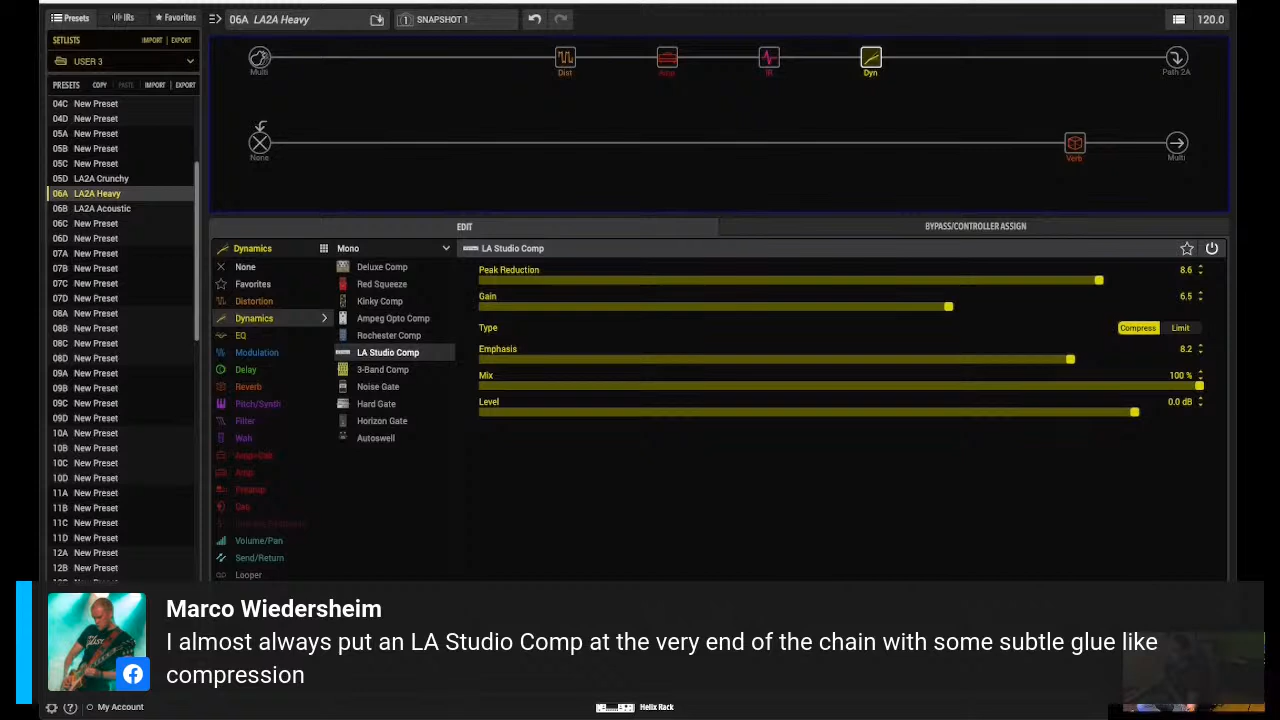 Presets IRs Favorites
06A LA2A Heavy
1 SNAPSHOT 1
120.0
SETLISTS IMPORT EXPORT
USER 3
PRESETS COPY PASTE IMPORT EXPORT
04C New Preset
04D New Preset
05A New Preset
05B New Preset
05C New Preset
05D LA2A Crunchy
06A LA2A Heavy
06B LA2A Acoustic
06C New Preset
06D New Preset
07A New Preset
07B New Preset
07C New Preset
07D New Preset
08A New Preset
08B New Preset
08C New Preset
08D New Preset
09A New Preset
09B New Preset
09C New Preset
09D New Preset
10A New Preset
10B New Preset
10C New Preset
10D New Preset
11A New Preset
11B New Preset
11C New Preset
11D New Preset
12A New Preset
12B New Preset
Multi Dist Amp IR Dyn Path 2A
None Verb Multi
EDIT BYPASS/CONTROLLER ASSIGN
Dynamics
None
Favorites
Distortion
Dynamics
EQ
Modulation
Delay
Reverb
Pitch/Synth
Filter
Wah
Amp+Cab
Amp
Preamp
Cab
Impulse Response
Volume/Pan
Send/Return
Looper
Mono
Deluxe Comp
Red Squeeze
Kinky Comp
Ampeg Opto Comp
Rochester Comp
LA Studio Comp
3-Band Comp
Noise Gate
Hard Gate
Horizon Gate
Autoswell
LA Studio Comp
Peak Reduction 8.6
Gain 6.5
Type Compress Limit
Emphasis 8.2
Mix 100 %
Level 0.0 dB
Marco Wiedersheim
I almost always put an LA Studio Comp at the very end of the chain with some subtle glue like
compression
My Account
Helix Rack